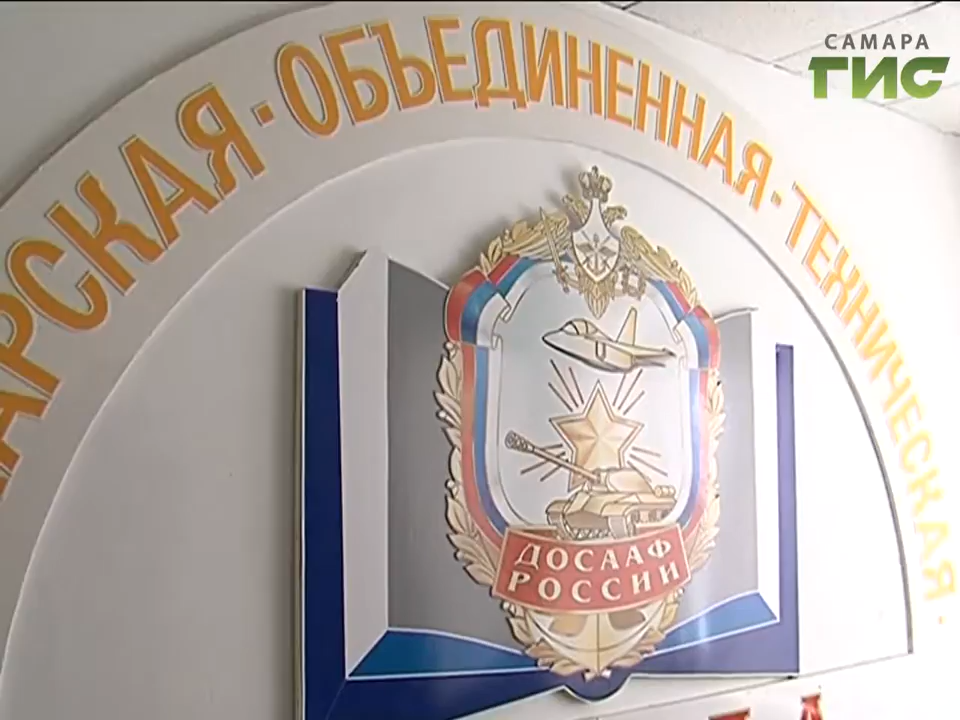 САМАРА
ГИС
АРСКАЯ · ОБЪЕДИНЕННАЯ · ТЕХНИЧЕСКАЯ ·
ДОСААФ
РОССИИ